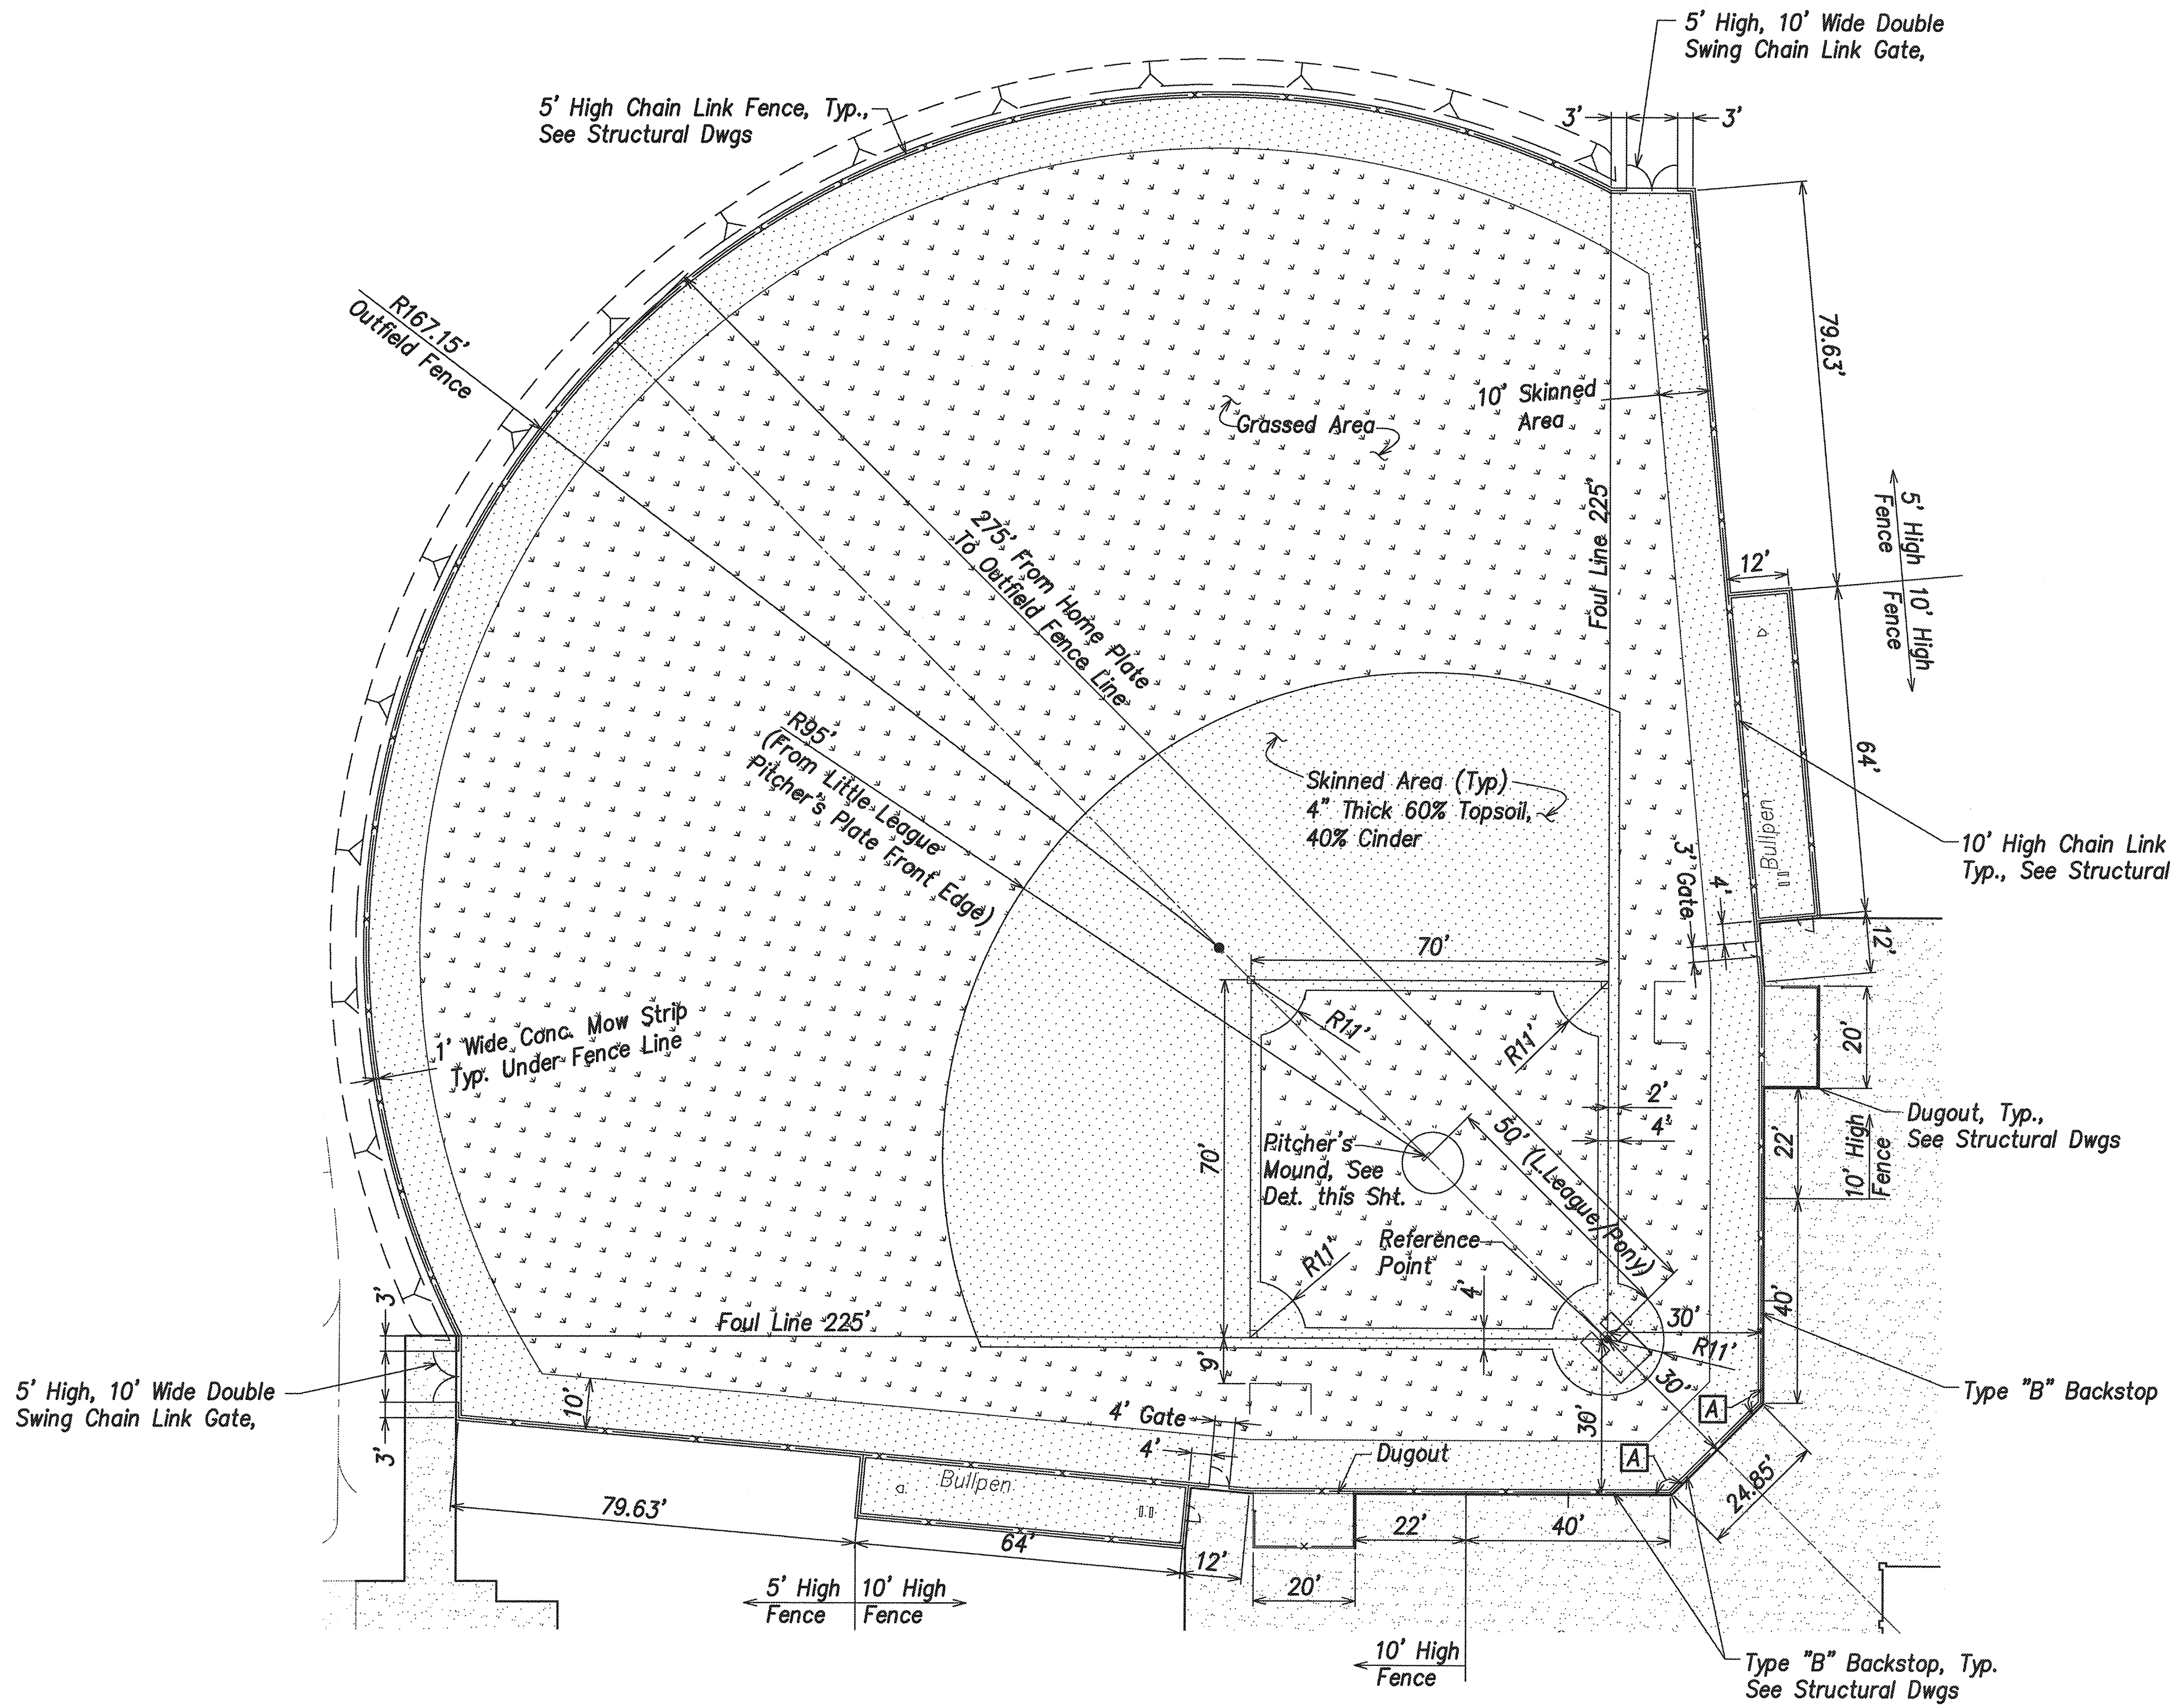 5' High, 10' Wide Double
Swing Chain Link Gate,
5' High Chain Link Fence, Typ.,
See Structural Dwgs
3'
3'
R167.15'
Outfield Fence
79.63'
10' Skinned
Area
Grassed Area
Foul Line 225'
275' From Home Plate
To Outfield Fence Line
5' High
Fence
10' High
Fence
12'
R95'
(From Little League
Pitcher's Plate Front Edge)
Skinned Area (Typ)
4" Thick 60% Topsoil,
40% Cinder
64'
Bullpen
10' High Chain Link
Typ., See Structural
3' Gate
4'
12'
70'
1' Wide Conc. Mow Strip
Typ. Under Fence Line
R11'
R11'
20'
2'
4'
Dugout, Typ.,
See Structural Dwgs
22'
10' High
Fence
70'
Pitcher's
Mound, See
Det. this Sht.
50' (L.League/Pony)
Reference
Point
R11'
4'
40'
30'
R11'
30'
3'
Foul Line 225'
9'
5' High, 10' Wide Double
Swing Chain Link Gate,
Type "B" Backstop
10'
4' Gate
4'
30'
A
A
3'
Dugout
Bullpen
24.85'
79.63'
64'
22'
40'
12'
20'
5' High
Fence
10' High
Fence
10' High
Fence
Type "B" Backstop, Typ.
See Structural Dwgs